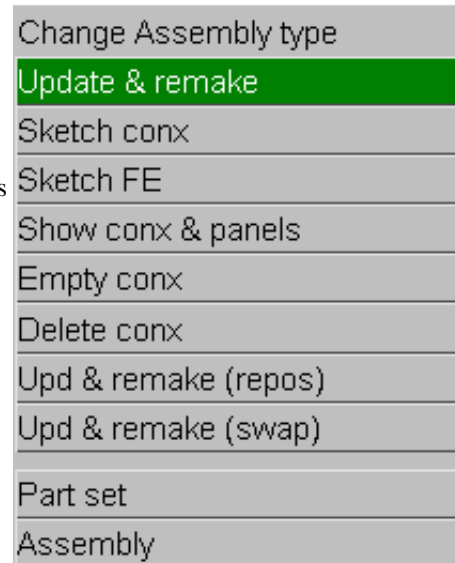 Change Assembly type
Update & remake
Sketch conx
s Sketch FE
Show conx & panels
Empty conx
Delete conx
Upd & remake (repos)
Upd & remake (swap)
Part set
Assembly